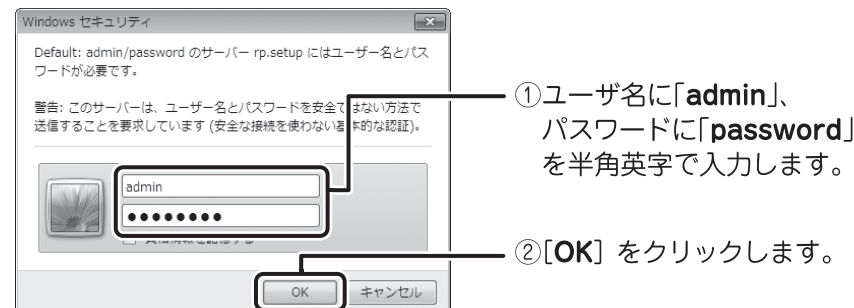 Windows セキュリティ
Default: admin/password のサーバー rp.setup にはユーザー名とパス
ワードが必要です。
警告: このサーバーは、ユーザー名とパスワードを安全ではない方法で
送信することを要求しています (安全な接続を使わない基本的な認証)。
admin
●●●●●●●●
OK
キャンセル
①ユーザ名に「admin」、
パスワードに「password」
を半角英字で入力します。
②[OK] をクリックします。